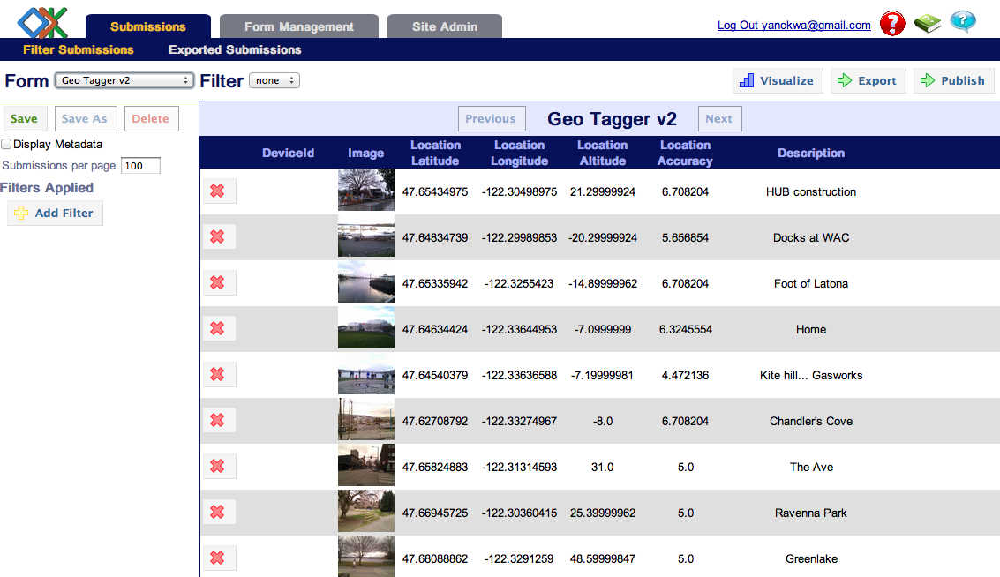 Submissions Form Management Site Admin Log Out yanokwa@gmail.com ?
Filter Submissions Exported Submissions
Form Geo Tagger v2 Filter none Visualize Export Publish
Save Save As Delete Previous Geo Tagger v2 Next
Display Metadata
Submissions per page 100
Filters Applied
Add Filter
DeviceId Image Location Latitude Location Longitude Location Altitude Location Accuracy Description
47.65434975 -122.30498975 21.29999924 6.708204 HUB construction
47.64834739 -122.29989853 -20.29999924 5.656854 Docks at WAC
47.65335942 -122.3255423 -14.89999962 6.708204 Foot of Latona
47.64634424 -122.33644953 -7.0999999 6.3245554 Home
47.64540379 -122.33636588 -7.19999981 4.472136 Kite hill... Gasworks
47.62708792 -122.33274967 -8.0 6.708204 Chandler's Cove
47.65824883 -122.31314593 31.0 5.0 The Ave
47.66945725 -122.30360415 25.39999962 5.0 Ravenna Park
47.68088862 -122.3291259 48.59999847 5.0 Greenlake